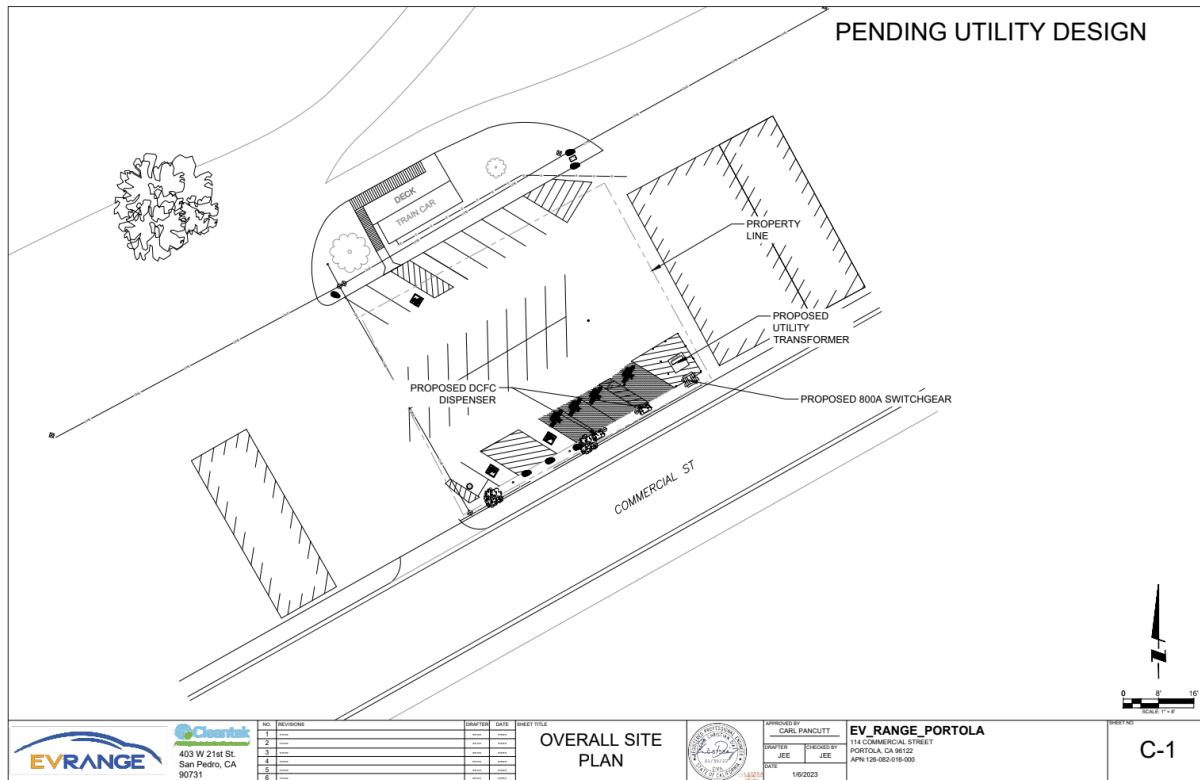 PENDING UTILITY DESIGN
DECK
TRAIN CAR
PROPERTY
LINE
PROPOSED
UTILITY
TRANSFORMER
PROPOSED DCFC
DISPENSER
PROPOSED 800A SWITCHGEAR
COMMERCIAL ST
0 8' 16'
SCALE: 1" = 8'
EVRANGE
Cleantek
403 W 21st St.
San Pedro, CA
90731
NO. REVISIONS DRAFTER DATE
1 ---- ---- ----
2 ---- ---- ----
3 ---- ---- ----
4 ---- ---- ----
5 ---- ---- ----
6 ---- ---- ----
SHEET TITLE
OVERALL SITE
PLAN
APPROVED BY
CARL PANCUTT
DRAFTER CHECKED BY
JEE JEE
DATE
1/6/2023
EV_RANGE_PORTOLA
114 COMMERCIAL STREET
PORTOLA, CA 96122
APN:126-082-016-000
SHEET NO.
C-1